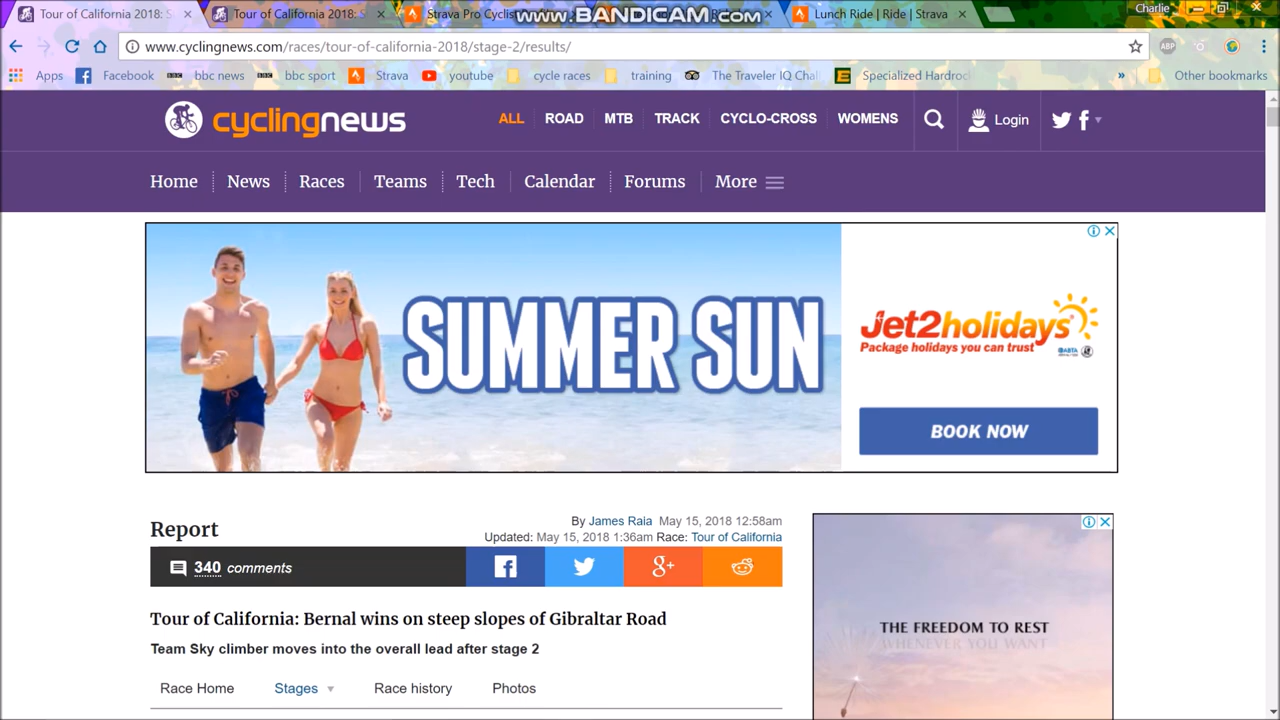 Tour of California 2018: S
Tour of California 2018: S
Strava Pro Cyclis
www.BANDICAM.com
Lunch Ride | Ride | Strava
Charlie
www.cyclingnews.com/races/tour-of-california-2018/stage-2/results/
ABP
Apps Facebook bbc news bbc sport Strava youtube cycle races training The Traveler IQ Chal Specialized Hardroc » Other bookmarks
cyclingnews
ALL ROAD MTB TRACK CYCLO-CROSS WOMENS Login
Home News Races Teams Tech Calendar Forums More
SUMMER SUN
Jet2holidays
Package holidays you can trust
ABTA
BOOK NOW
Report
By James Raia May 15, 2018 12:58am
Updated: May 15, 2018 1:36am Race: Tour of California
340 comments
Tour of California: Bernal wins on steep slopes of Gibraltar Road
Team Sky climber moves into the overall lead after stage 2
Race Home Stages Race history Photos
THE FREEDOM TO REST
WHENEVER YOU WANT